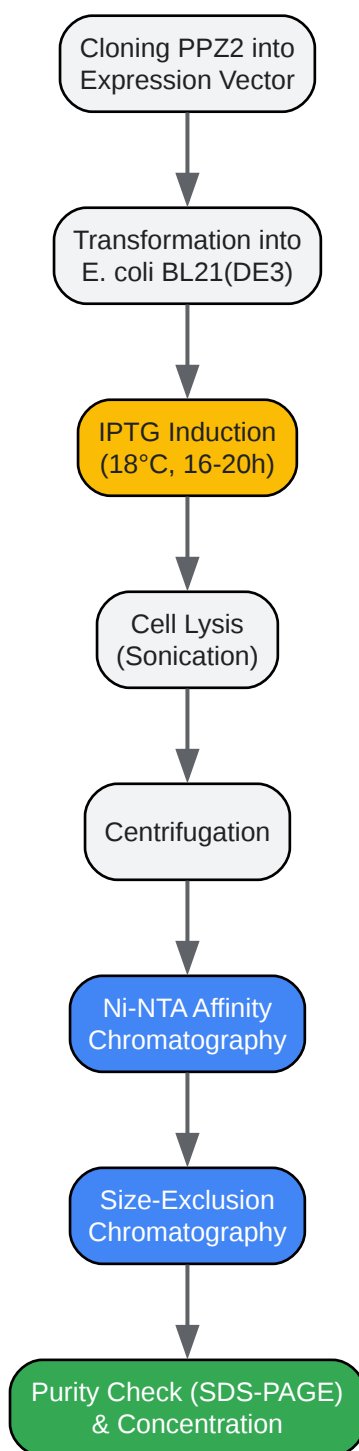 Cloning PPZ2 into
Expression Vector
Transformation into
E. coli BL21(DE3)
IPTG Induction
(18°C, 16-20h)
Cell Lysis
(Sonication)
Centrifugation
Ni-NTA Affinity
Chromatography
Size-Exclusion
Chromatography
Purity Check (SDS-PAGE)
& Concentration